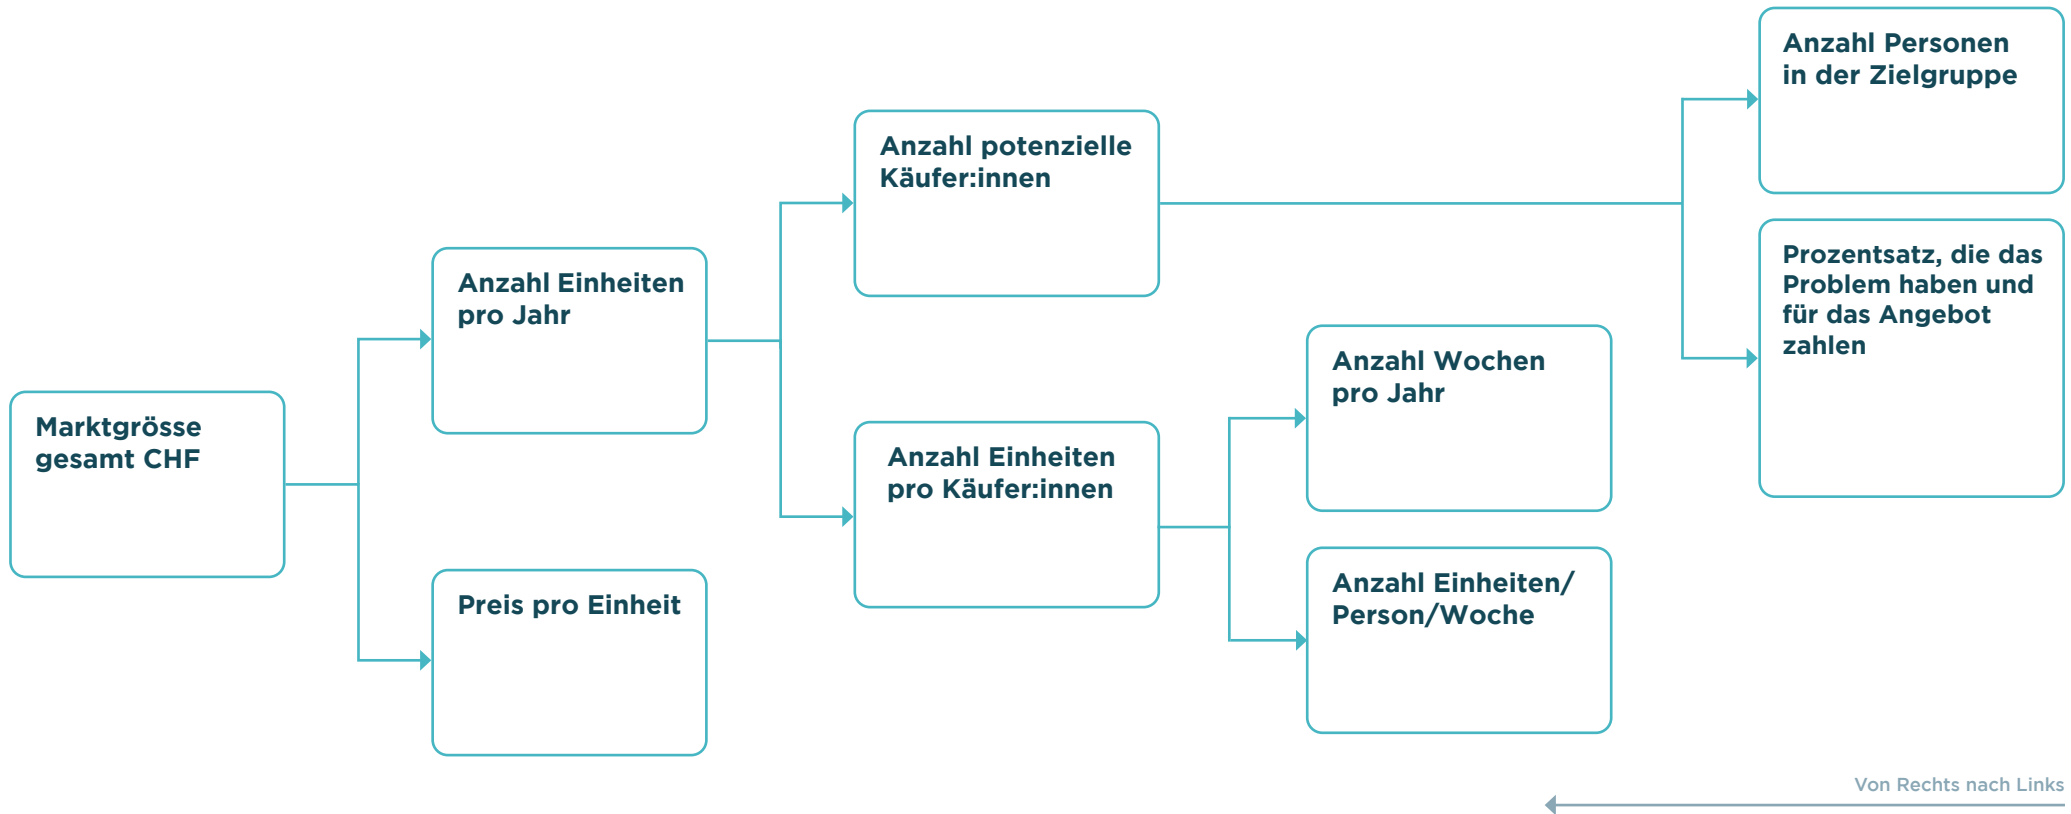 Marktgrösse
gesamt CHF
Anzahl Einheiten
pro Jahr
Preis pro Einheit
Anzahl potenzielle
Käufer:innen
Anzahl Einheiten
pro Käufer:innen
Anzahl Wochen
pro Jahr
Anzahl Einheiten/
Person/Woche
Anzahl Personen
in der Zielgruppe
Prozentsatz, die das
Problem haben und
für das Angebot
zahlen
Von Rechts nach Links